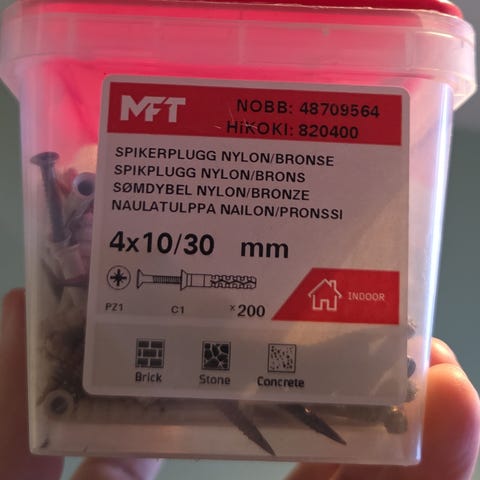 MFT
NOBB: 48709564
HiKOKI: 820400
SPIKERPLUGG NYLON/BRONSE
SPIKPLUGG NYLON/BRONS
SØMDYBEL NYLON/BRONZE
NAULATULPPA NAILON/PRONSSI
4x10/30 mm
PZ1 C1 x200
INDOOR
Brick Stone Concrete